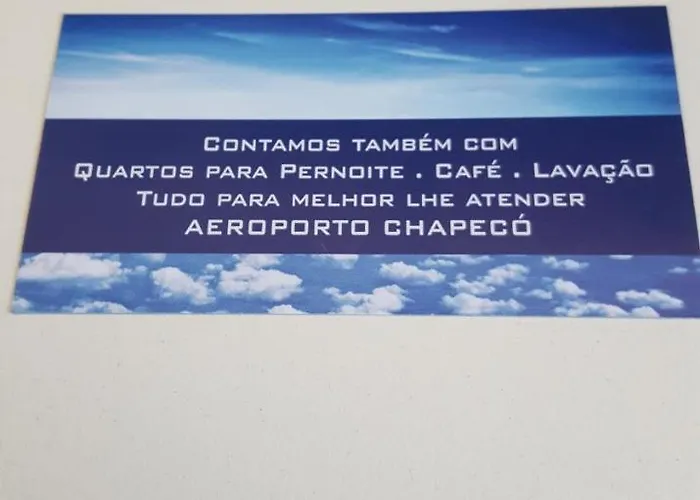 CONTAMOS TAMBÉM COM
QUARTOS PARA PERNOITE . CAFÉ . LAVAÇÃO
TUDO PARA MELHOR LHE ATENDER
AEROPORTO CHAPECÓ